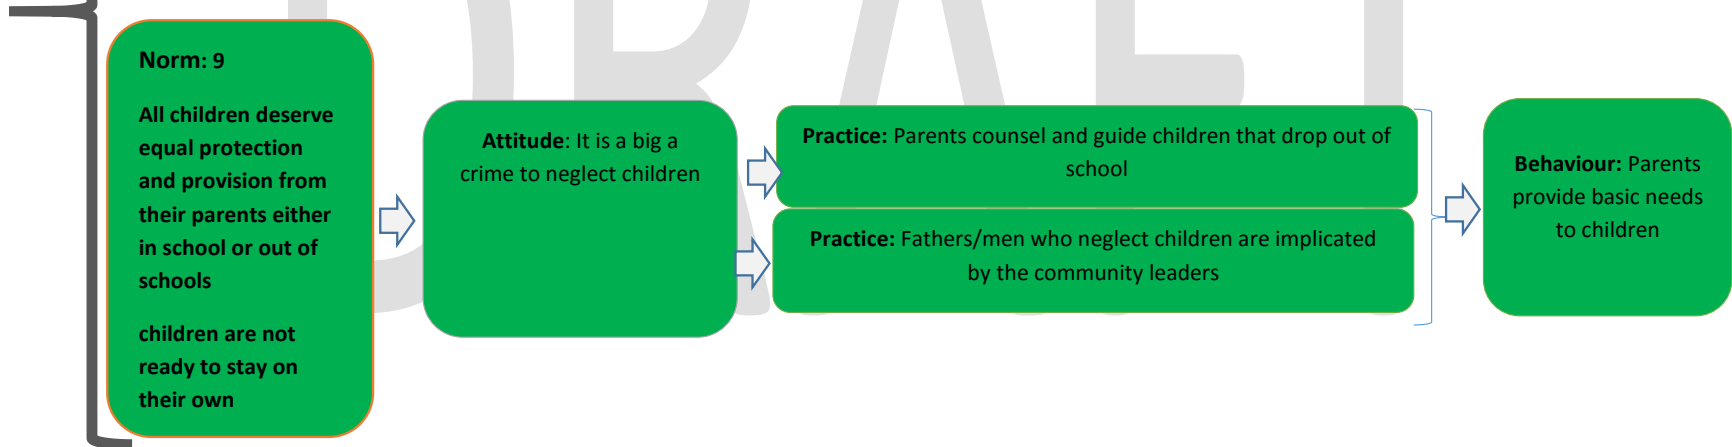 DRAFT
Norm: 9
All children deserve
equal protection
and provision from
their parents either
in school or out of
schools
children are not
ready to stay on
their own
Attitude: It is a big a
crime to neglect children
Practice: Parents counsel and guide children that drop out of
school
Practice: Fathers/men who neglect children are implicated
by the community leaders
Behaviour: Parents
provide basic needs
to children